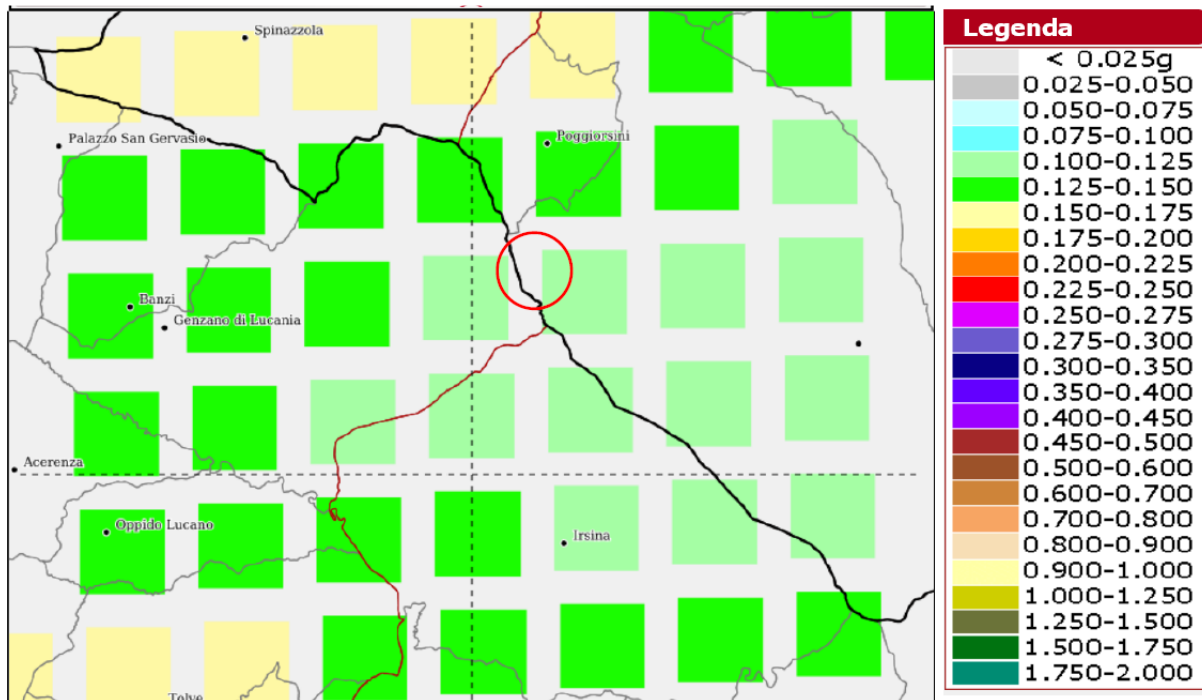 Spinazzola
Palazzo San Gervasio
Poggiorsini
Banzi
Genzano di Lucania
Acerenza
Oppido Lucano
Irsina
Tolve
Legenda
< 0.025g
0.025-0.050
0.050-0.075
0.075-0.100
0.100-0.125
0.125-0.150
0.150-0.175
0.175-0.200
0.200-0.225
0.225-0.250
0.250-0.275
0.275-0.300
0.300-0.350
0.350-0.400
0.400-0.450
0.450-0.500
0.500-0.600
0.600-0.700
0.700-0.800
0.800-0.900
0.900-1.000
1.000-1.250
1.250-1.500
1.500-1.750
1.750-2.000